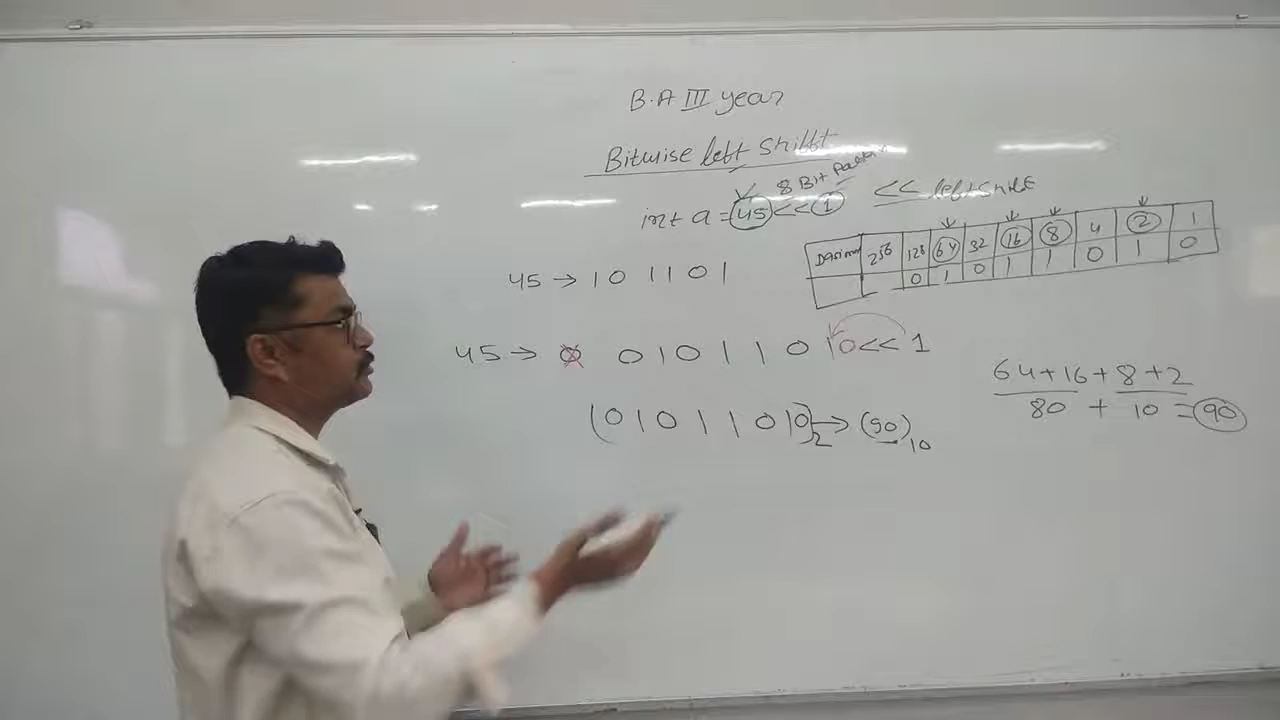 B.A III year
Bitwise left Shifft
8 Bit
int a = 45 << 1
<< left Shift
256 128 64 32 16 8 4 2 1
0 1 0 1 1 0 1 0
45 → 1 0 1 1 0 1
45 → 0 0 1 0 1 1 0 1 0 << 1
64 + 16 + 8 + 2
80 + 10 = 90
(0 1 0 1 1 0 1 0)2 → (90)10